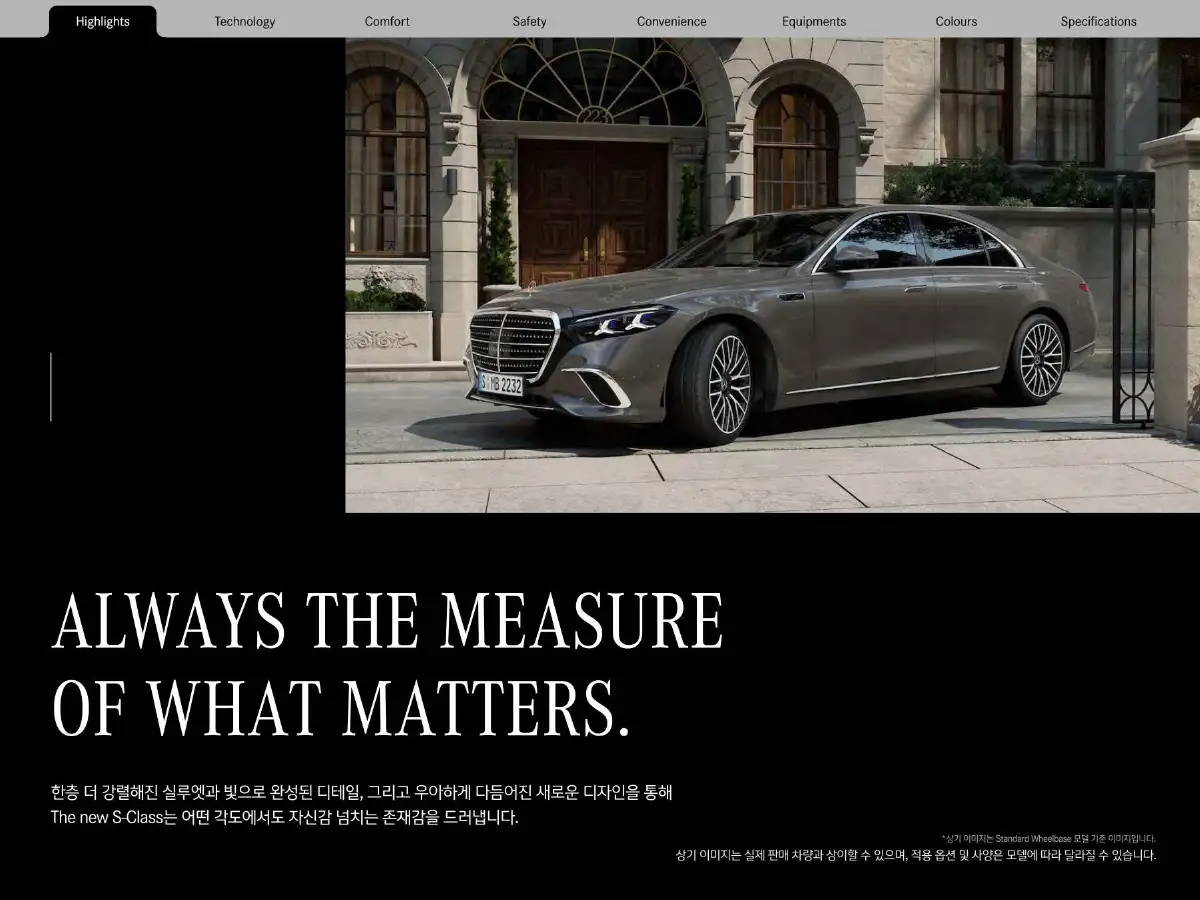 Highlights
Technology
Comfort
Safety
Convenience
Equipments
Colours
Specifications
223
S MB 2232
ALWAYS THE MEASURE
OF WHAT MATTERS.
한층 더 강렬해진 실루엣과 빛으로 완성된 디테일, 그리고 우아하게 다듬어진 새로운 디자인을 통해
The new S-Class는 어떤 각도에서도 자신감 넘치는 존재감을 드러냅니다.
*상기 이미지는 Standard Wheelbase 모델 기준 이미지입니다.
상기 이미지는 실제 판매 차량과 상이할 수 있으며, 적용 옵션 및 사양은 모델에 따라 달라질 수 있습니다.